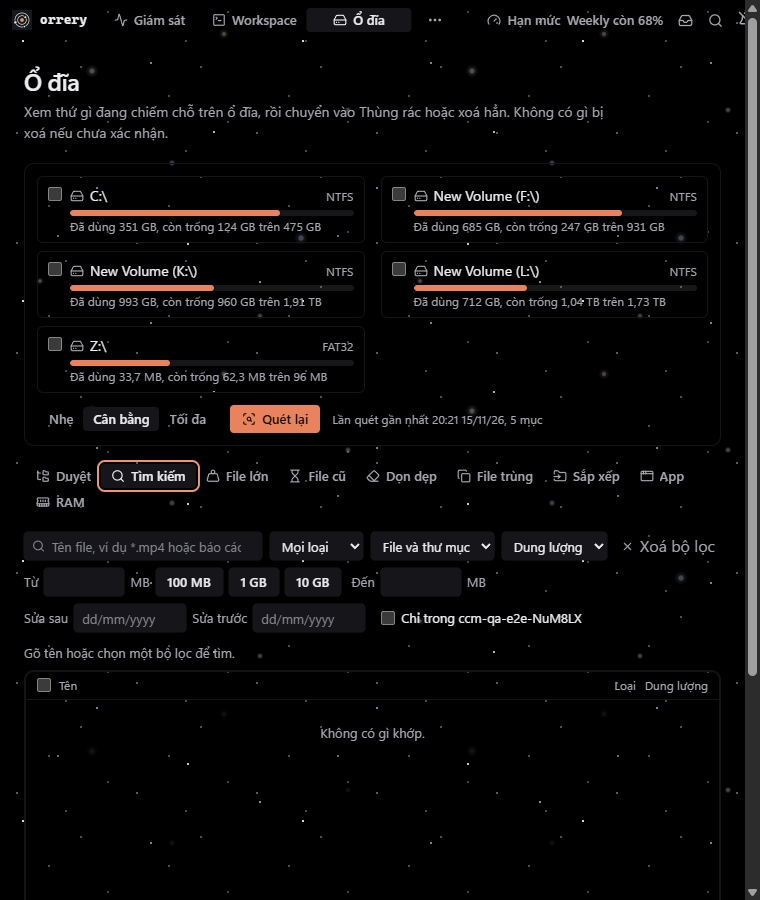 orrery Giám sát Workspace Ổ đĩa ··· Hạn mức Weekly còn 68%
Ổ đĩa
Xem thứ gì đang chiếm chỗ trên ổ đĩa, rồi chuyển vào Thùng rác hoặc xoá hẳn. Không có gì bị
xoá nếu chưa xác nhận.
C:\ NTFS
Đã dùng 351 GB, còn trống 124 GB trên 475 GB
New Volume (F:\) NTFS
Đã dùng 685 GB, còn trống 247 GB trên 931 GB
New Volume (K:\) NTFS
Đã dùng 993 GB, còn trống 960 GB trên 1,91 TB
New Volume (L:\) NTFS
Đã dùng 712 GB, còn trống 1,04 TB trên 1,73 TB
Z:\ FAT32
Đã dùng 33,7 MB, còn trống 62,3 MB trên 96 MB
Nhẹ Cân bằng Tối đa Quét lại Lần quét gần nhất 20:21 15/11/26, 5 mục
Duyệt Tìm kiếm File lớn File cũ Dọn dẹp File trùng Sắp xếp App
RAM
Tên file, ví dụ *.mp4 hoặc báo các Mọi loại File và thư mục Dung lượng × Xoá bộ lọc
Từ MB 100 MB 1 GB 10 GB Đến MB
Sửa sau dd/mm/yyyy Sửa trước dd/mm/yyyy Chỉ trong ccm-qa-e2e-NuM8LX
Gõ tên hoặc chọn một bộ lọc để tìm.
Tên Loại Dung lượng
Không có gì khớp.